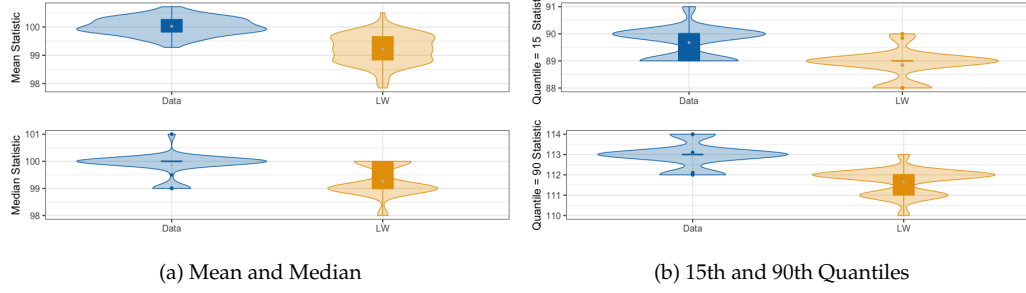 Mean Statistic
100
99
98
Data
LW
Median Statistic
101
100
99
98
Data
LW
(a) Mean and Median
Quantile = 15 Statistic
91
90
89
88
Data
LW
Quantile = 90 Statistic
114
113
112
111
110
Data
LW
(b) 15th and 90th Quantiles